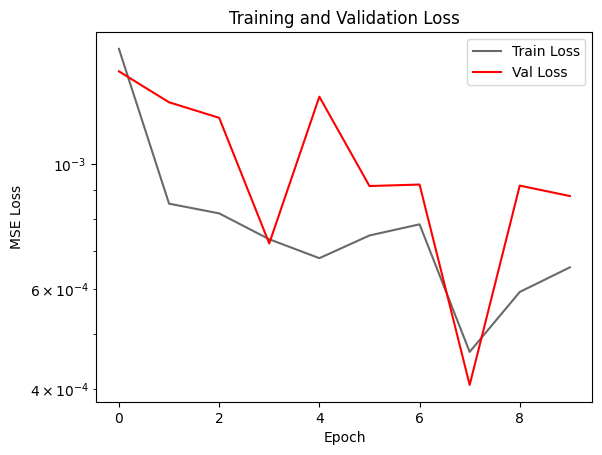 Training and Validation Loss
Train Loss
Val Loss
10⁻³
6 × 10⁻⁴
4 × 10⁻⁴
MSE Loss
0 2 4 6 8
Epoch